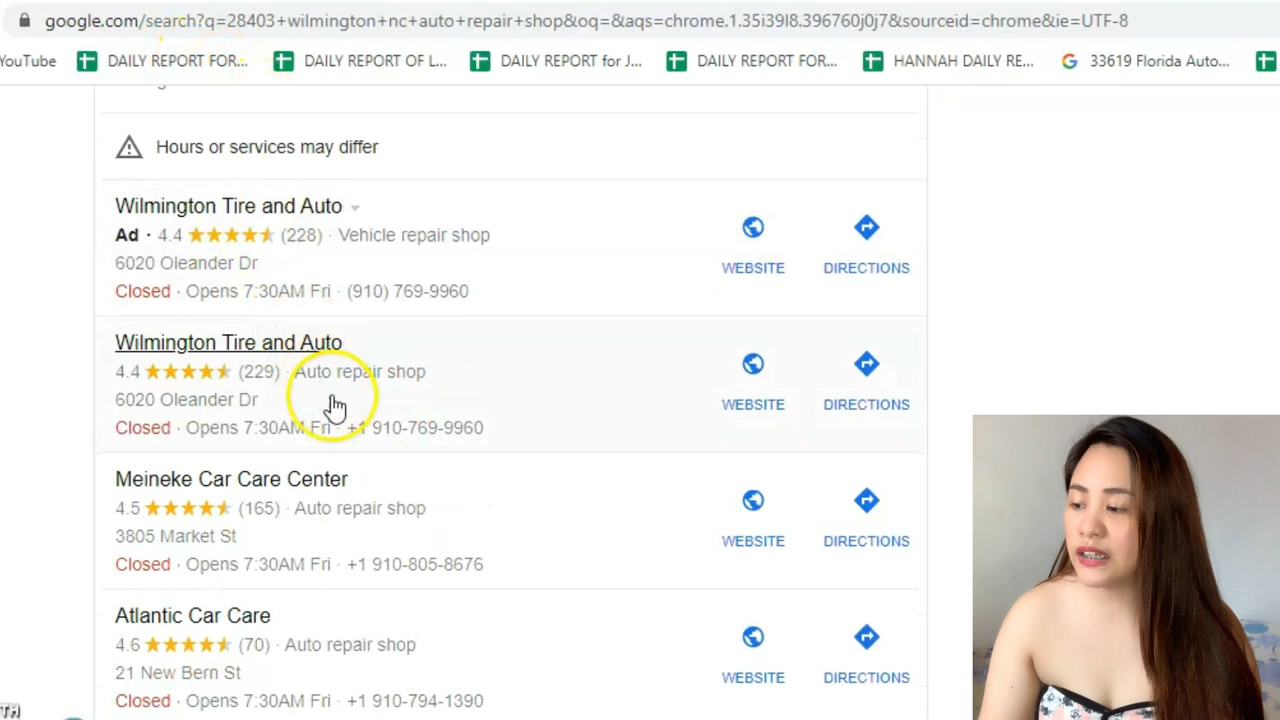 google.com/search?q=28403+wilmington+nc+auto+repair+shop&oq=&aqs=chrome.1.35i39l8.396760j0j7&sourceid=chrome&ie=UTF-8
YouTube DAILY REPORT FOR... DAILY REPORT OF L... DAILY REPORT for J... DAILY REPORT FOR... HANNAH DAILY RE... 33619 Florida Auto...
Hours or services may differ
Wilmington Tire and Auto
Ad · 4.4 (228) · Vehicle repair shop
6020 Oleander Dr
Closed · Opens 7:30AM Fri · (910) 769-9960
WEBSITE DIRECTIONS
Wilmington Tire and Auto
4.4 (229) · Auto repair shop
6020 Oleander Dr
Closed · Opens 7:30AM Fri · +1 910-769-9960
WEBSITE DIRECTIONS
Meineke Car Care Center
4.5 (165) · Auto repair shop
3805 Market St
Closed · Opens 7:30AM Fri · +1 910-805-8676
WEBSITE DIRECTIONS
Atlantic Car Care
4.6 (70) · Auto repair shop
21 New Bern St
Closed · Opens 7:30AM Fri · +1 910-794-1390
WEBSITE DIRECTIONS
TH